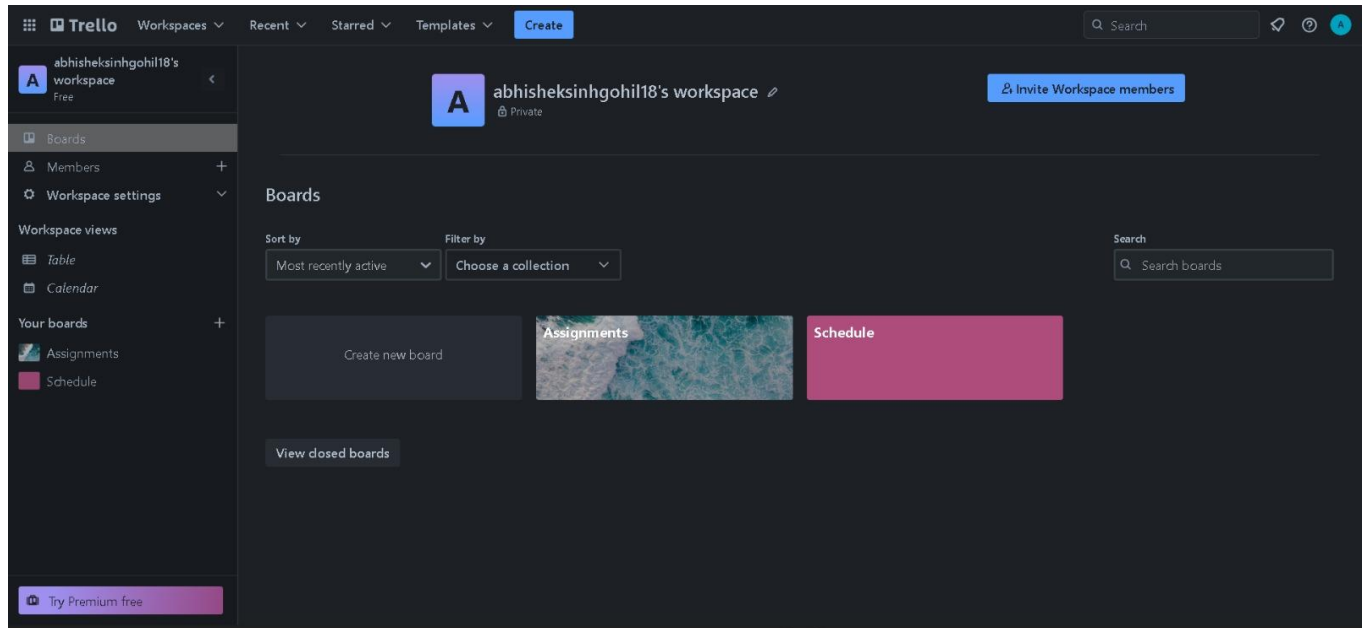 Trello Workspaces Recent Starred Templates Create Search A
A abhisheksinhgohil18's
workspace
Free
Boards
Members
Workspace settings
Workspace views
Table
Calendar
Your boards
Assignments
Schedule
Try Premium free
A abhisheksinhgohil18's workspace
Private
Invite Workspace members
Boards
Sort by Filter by Search
Most recently active Choose a collection Search boards
Create new board Assignments Schedule
View closed boards